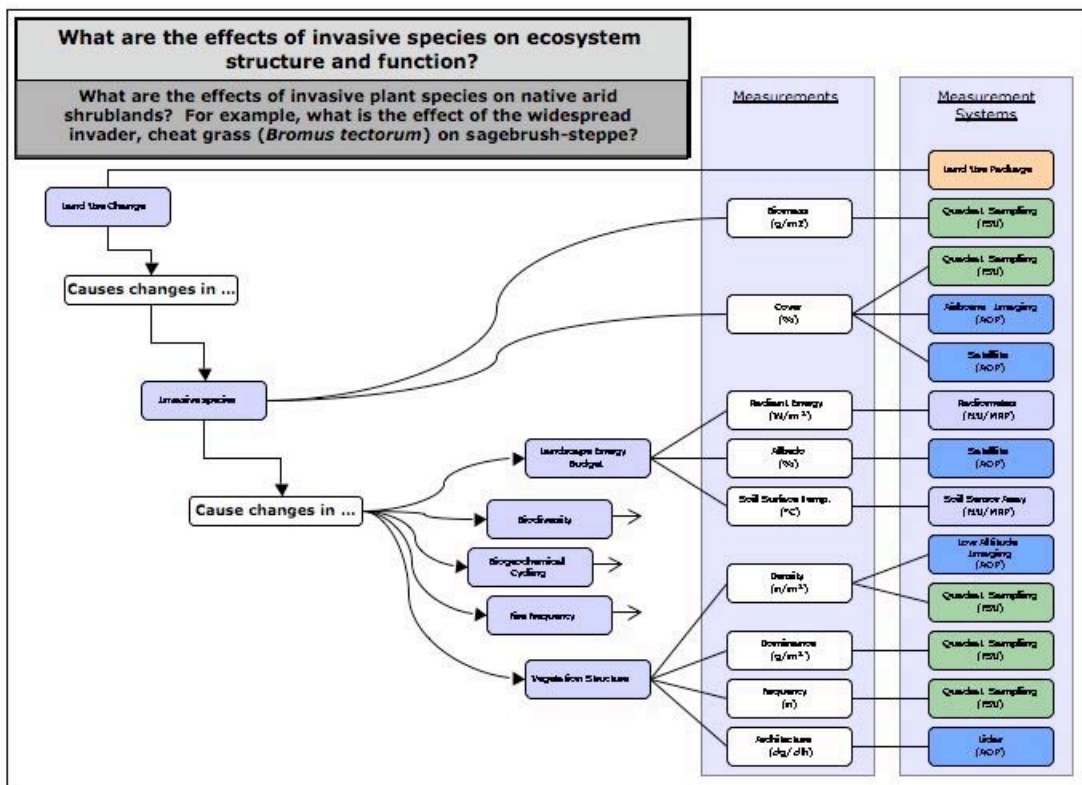 What are the effects of invasive species on ecosystem
structure and function?
What are the effects of invasive plant species on native arid
shrublands? For example, what is the effect of the widespread
invader, cheat grass (Bromus tectorum) on sagebrush-steppe?
Measurements
Measurement
Systems
Land Use Package
Land Use Change
Biomass
(g/m2)
Quadrat Sampling
(FSU)
Causes changes in ...
Quadrat Sampling
(FSU)
Cover
(%)
Airborne Imaging
(AOP)
Satellite
(AOP)
Invasive species
Radiant Energy
(W/m²)
Radiometers
Landscape Energy
Budget
Albedo
(%)
Satellite
(AOP)
Soil Surface Temp.
(°C)
Soil Sensor Array
Cause changes in ...
Biodiversity
Biogeochemical
Cycling
Low Altitude
Imaging
(AOP)
Density
(n/m²)
Quadrat Sampling
(FSU)
Fire Frequency
Dominance
(g/m²)
Quadrat Sampling
(FSU)
Vegetation Structure
Frequency
(n)
Quadrat Sampling
(FSU)
Architecture
(dg/dh)
Lidar
(AOP)